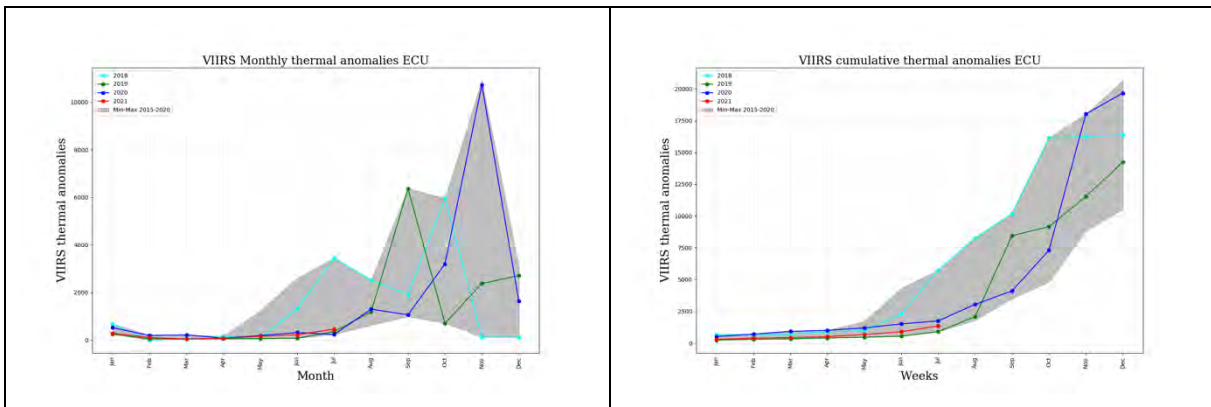 VIIRS Monthly thermal anomalies ECU
2018
2019
2020
2021
Min-Max 2015-2020
VIIRS thermal anomalies
10000
8000
6000
4000
2000
0
Jan
Feb
Mar
Apr
May
Jun
Jul
Aug
Sep
Oct
Nov
Dec
Month
VIIRS cumulative thermal anomalies ECU
2018
2019
2020
2021
Min-Max 2015-2020
VIIRS thermal anomalies
20000
17500
15000
12500
10000
7500
5000
2500
0
Jan
Feb
Mar
Apr
May
Jun
Jul
Aug
Sep
Oct
Nov
Dec
Weeks